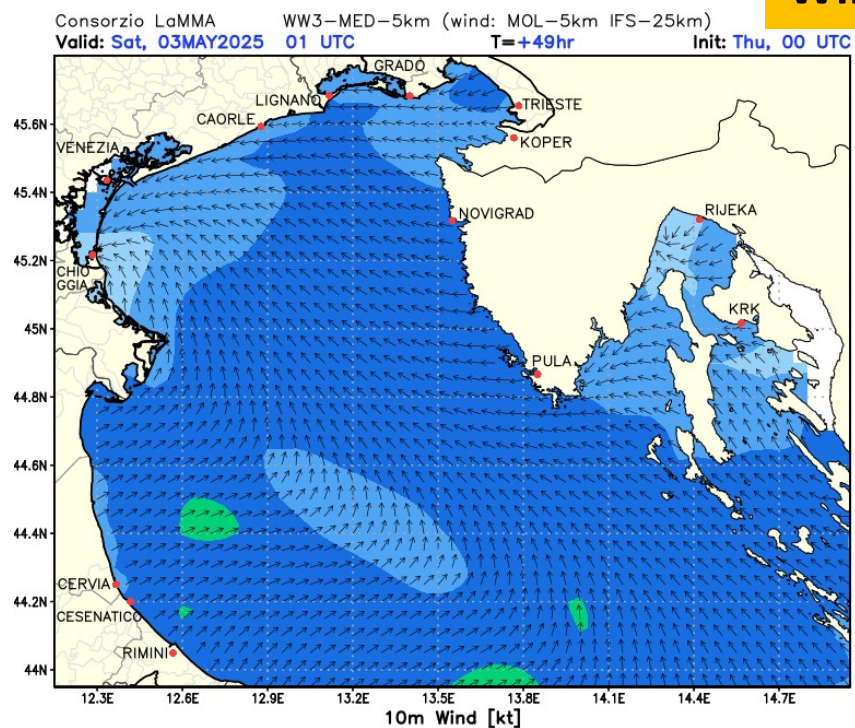 Consorzio LaMMA WW3-MED-5km (wind: MOL-5km IFS-25km)
Valid: Sat, 03MAY2025 01 UTC T=+49hr Init: Thu, 00 UTC
GRADO
LIGNANO
TRIESTE
CAORLE
45.6N
KOPER
VENEZIA
45.4N
NOVIGRAD
RIJEKA
45.2N
CHIO
GGIA
KRK
45N
PULA
44.8N
44.6N
44.4N
CERVIA
44.2N
CESENATICO
RIMINI
44N
12.3E 12.6E 12.9E 13.2E 13.5E 13.8E 14.1E 14.4E 14.7E
10m Wind [kt]